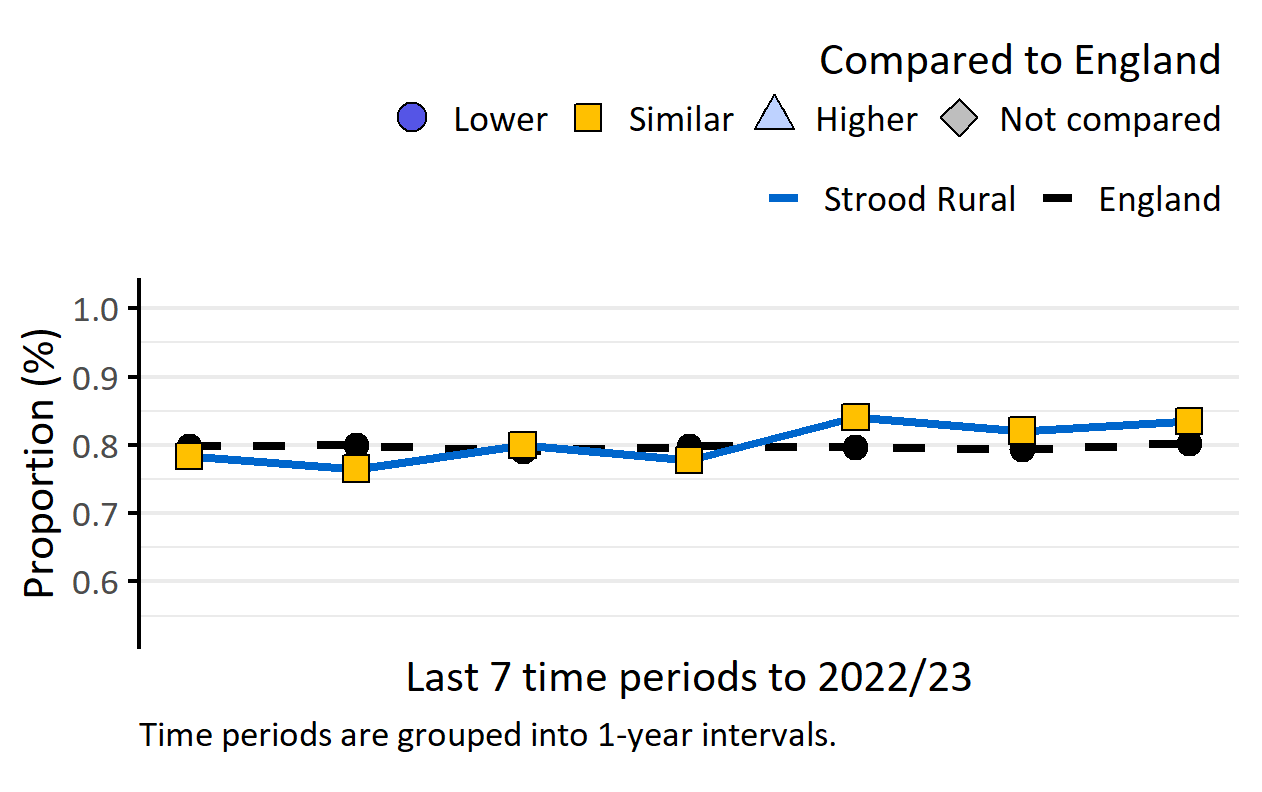 Compared to England
Lower Similar Higher Not compared
Strood Rural England
Proportion (%)
1.0
0.9
0.8
0.7
0.6
Last 7 time periods to 2022/23
Time periods are grouped into 1-year intervals.